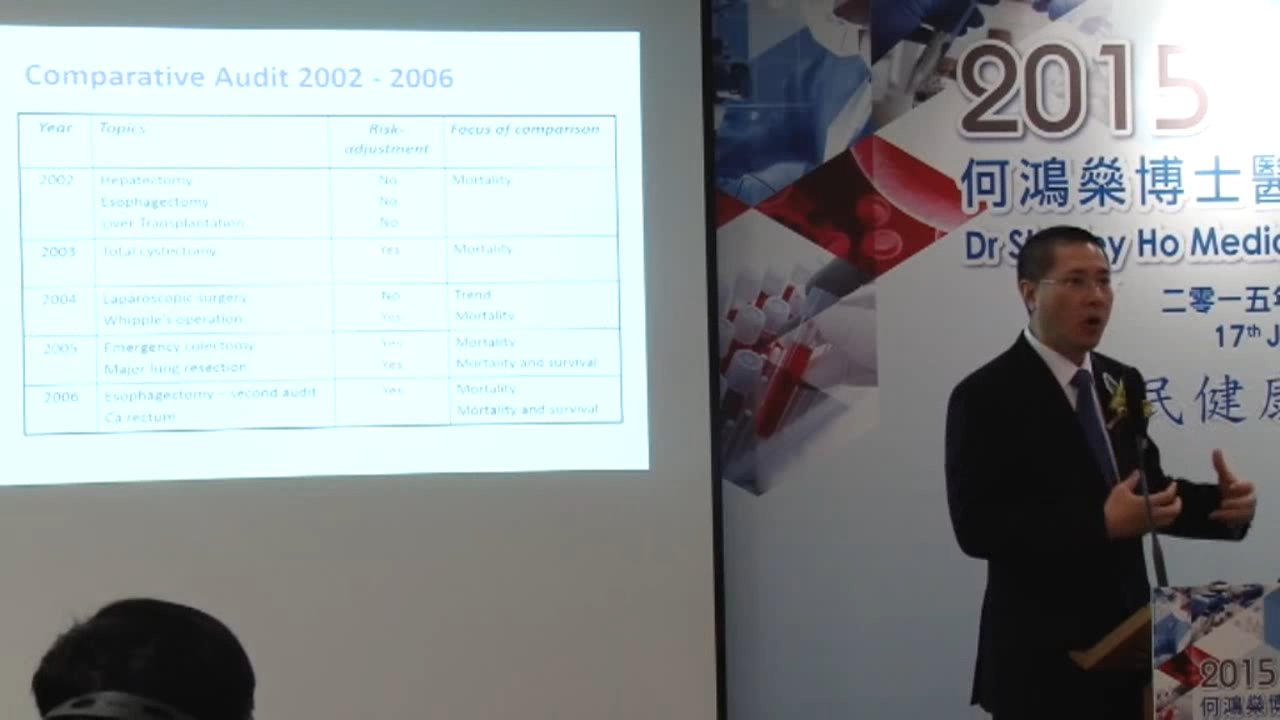 Comparative Audit 2002 - 2006
Year Topics Risk-adjustment Focus of comparison
2002 Hepatectomy No Mortality
Esophagectomy No
Liver Transplantation No
2003 Total cystectomy Yes Mortality
2004 Laparoscopic surgery No Trend
Whipple's operation Yes Mortality
2005 Emergency colectomy Yes Mortality
Major lung resection Yes Mortality and survival
2006 Esophagectomy – second audit Yes Mortality
Ca rectum Mortality and survival
2015
何鴻燊博士醫
Dr Ho Medic
二零一五年
17th J
民健康
2015
何鴻燊博